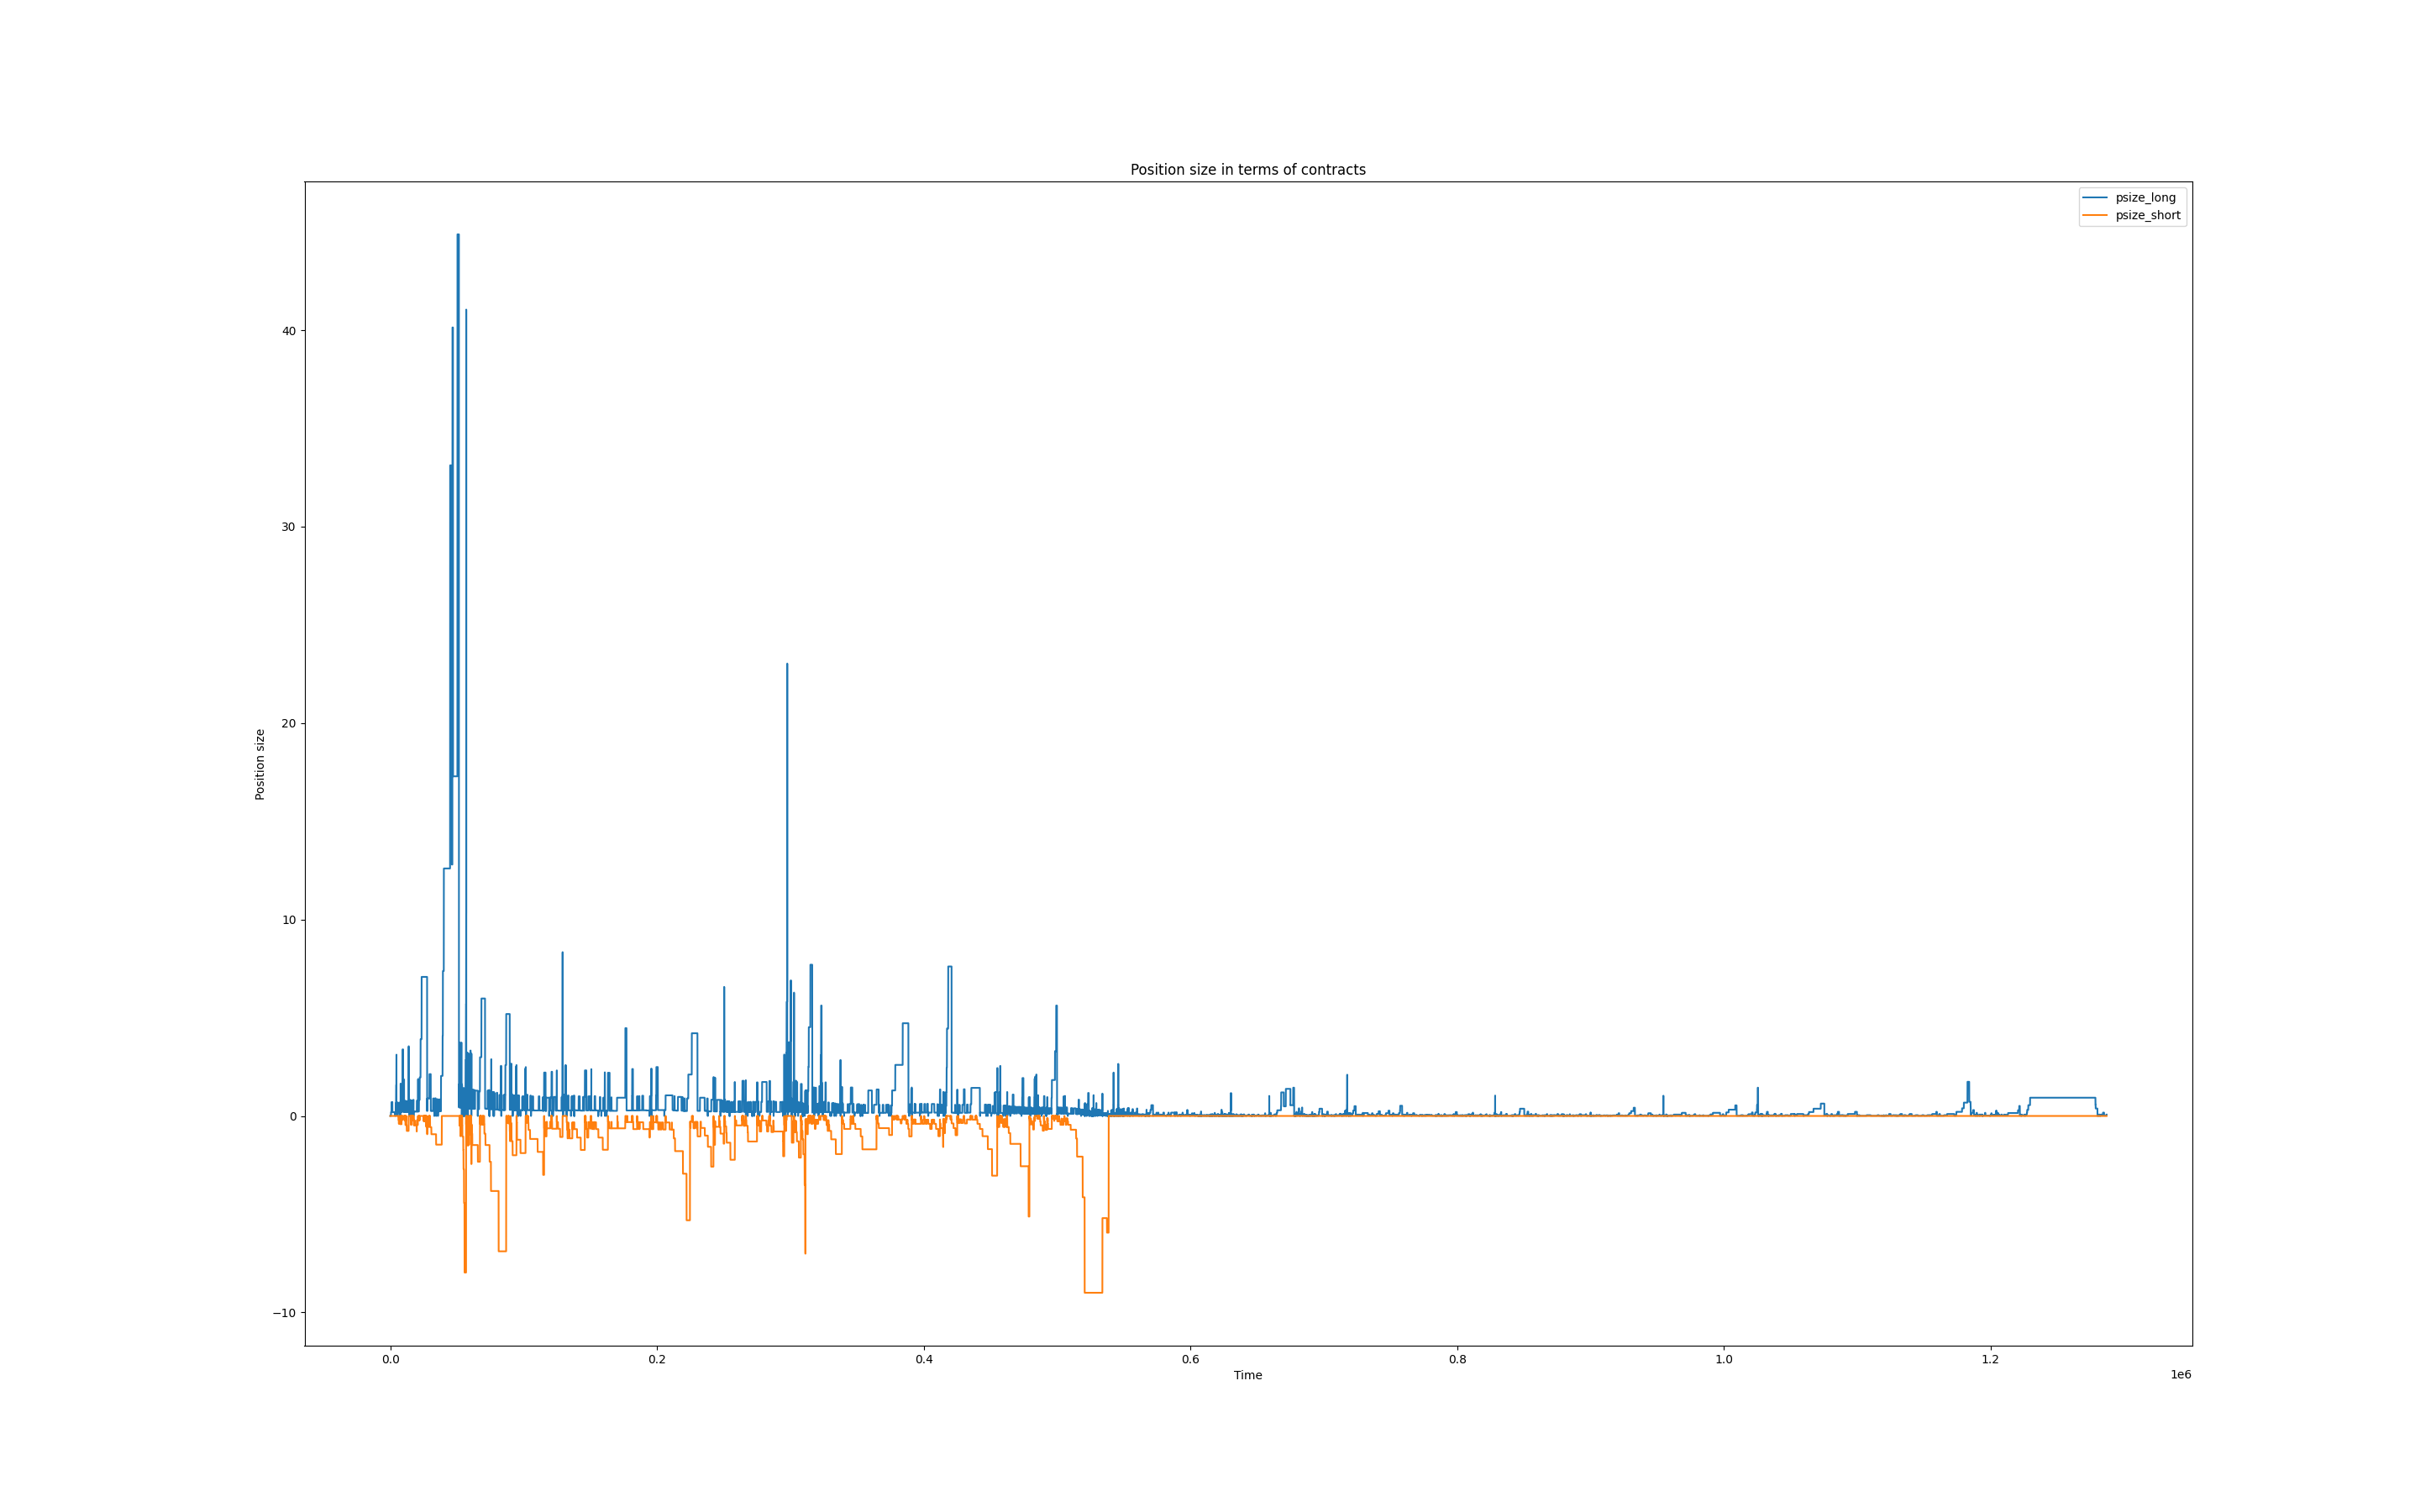 Position size in terms of contracts
psize_long
psize_short
Position size
40
30
20
10
0
−10
0.0
0.2
0.4
0.6
0.8
1.0
1.2
Time
1e6